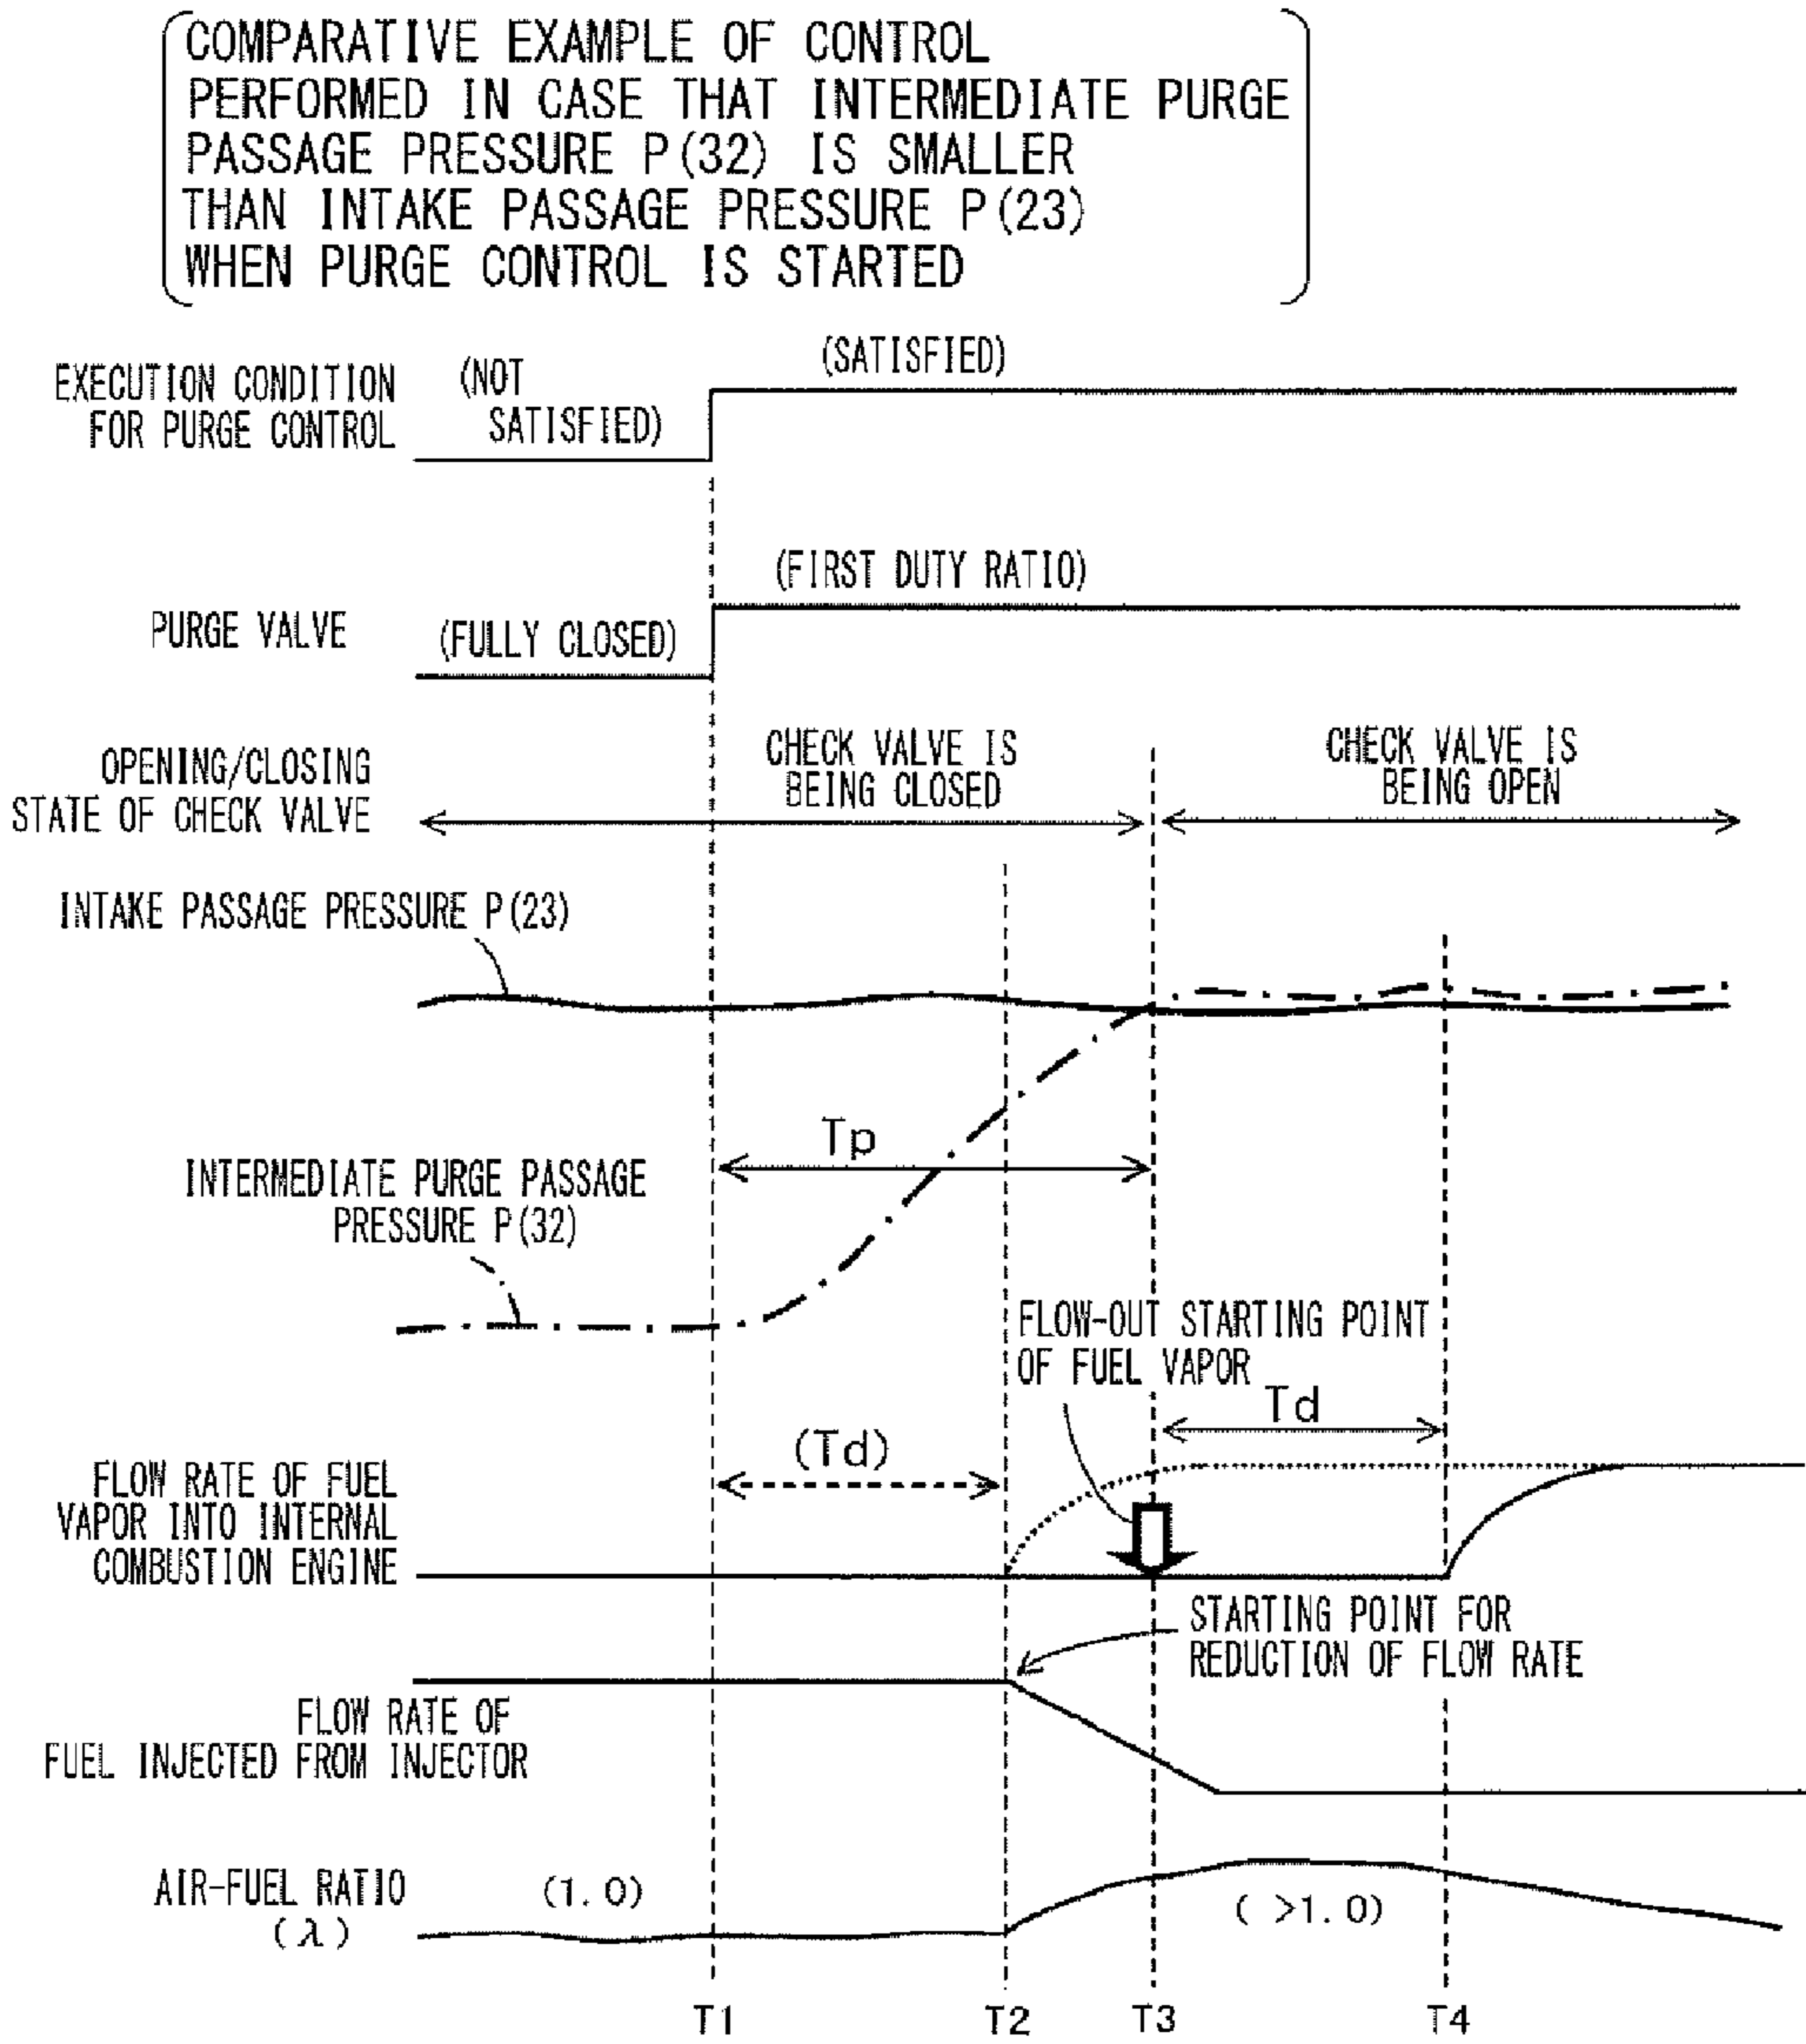 COMPARATIVE EXAMPLE OF CONTROL
PERFORMED IN CASE THAT INTERMEDIATE PURGE
PASSAGE PRESSURE P(32) IS SMALLER
THAN INTAKE PASSAGE PRESSURE P(23)
WHEN PURGE CONTROL IS STARTED
EXECUTION CONDITION
FOR PURGE CONTROL
(NOT
SATISFIED)
(SATISFIED)
PURGE VALVE
(FULLY CLOSED)
(FIRST DUTY RATIO)
OPENING/CLOSING
STATE OF CHECK VALVE
CHECK VALVE IS
BEING CLOSED
CHECK VALVE IS
BEING OPEN
INTAKE PASSAGE PRESSURE P(23)
Tp
INTERMEDIATE PURGE PASSAGE
PRESSURE P(32)
FLOW-OUT STARTING POINT
OF FUEL VAPOR
Td
(Td)
FLOW RATE OF FUEL
VAPOR INTO INTERNAL
COMBUSTION ENGINE
STARTING POINT FOR
REDUCTION OF FLOW RATE
FLOW RATE OF
FUEL INJECTED FROM INJECTOR
AIR-FUEL RATIO
(λ)
(1.0)
( >1.0)
T1
T2
T3
T4